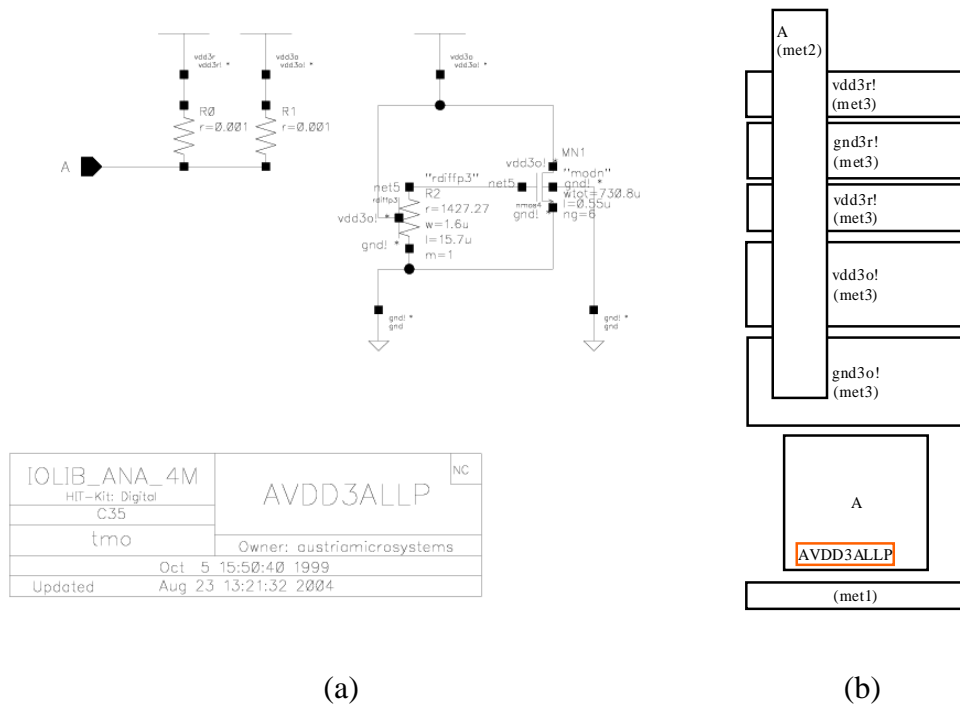 vdd3r
vdd3r! *
vdd3o
vdd3o! *
vdd3o
vdd3o! *
R0
r=0.001
R1
r=0.001
A
"rdiffp3"
net5
rdiffp3
R2
r=1427.27
w=1.6u
l=15.7u
m=1
vdd3o! *
gnd! *
MN1
vdd3o! *
"modn"
gnd! *
net5
wtot=730.8u
l=0.55u
nmos4
gnd! *
ng=6
gnd! *
gnd
gnd! *
gnd
IOLIB_ANA_4M
HIT-Kit: Digital
C35
tmo
AVDD3ALLP
NC
Owner: austriamicrosystems
Oct 5 15:50:40 1999
Updated Aug 23 13:21:32 2004
(a)
A
(met2)
vdd3r!
(met3)
gnd3r!
(met3)
vdd3r!
(met3)
vdd3o!
(met3)
gnd3o!
(met3)
A
AVDD3ALLP
(met1)
(b)